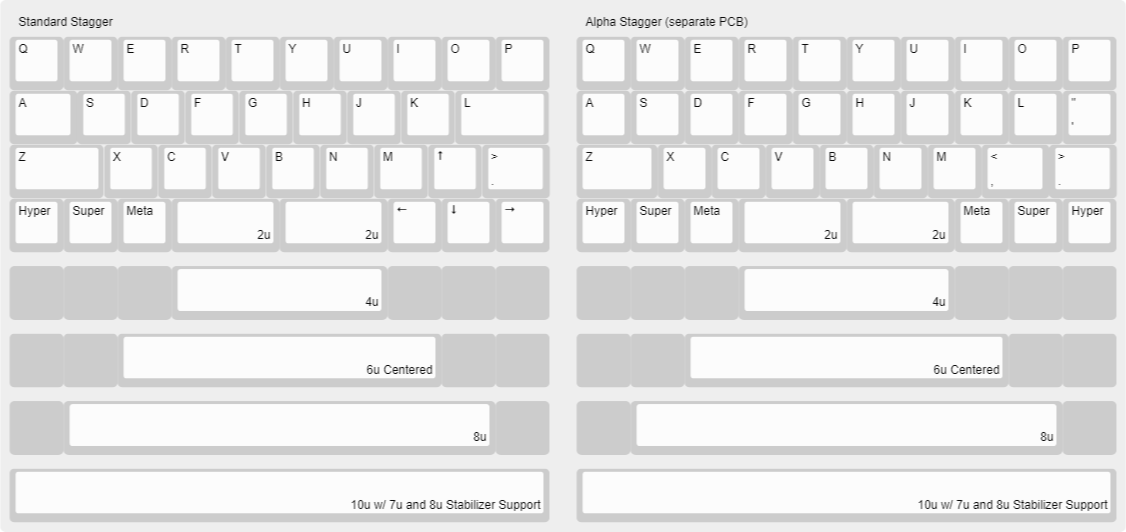 Standard Stagger
Q W E R T Y U I O P
A S D F G H J K L
Z X C V B N M ↑ >
.
Hyper Super Meta ← ↓ →
2u 2u
4u
6u Centered
8u
10u w/ 7u and 8u Stabilizer Support
Alpha Stagger (separate PCB)
Q W E R T Y U I O P
A S D F G H J K L "
'
Z X C V B N M < >
, .
Hyper Super Meta Meta Super Hyper
2u 2u
4u
6u Centered
8u
10u w/ 7u and 8u Stabilizer Support